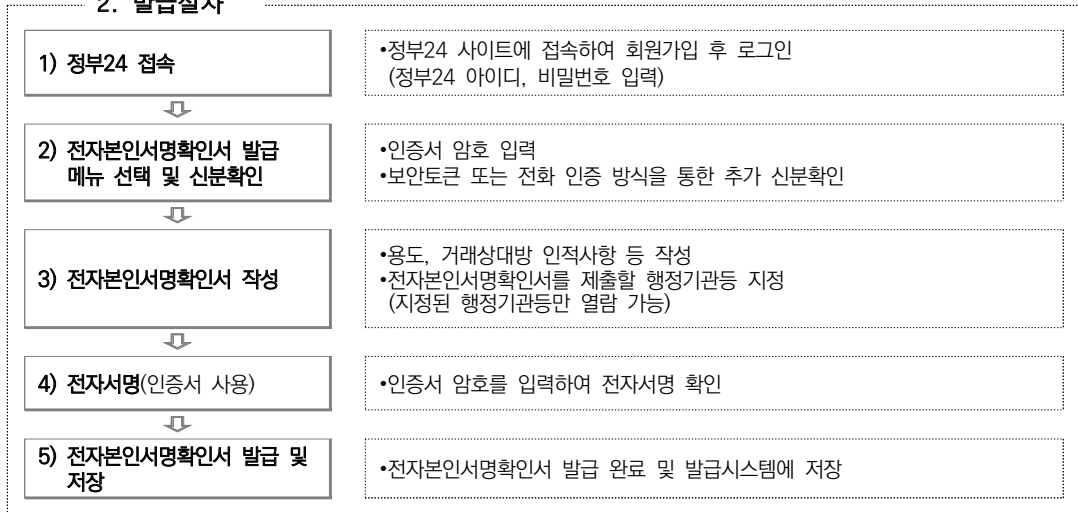 2. 발급절차
1) 정부24 접속
•정부24 사이트에 접속하여 회원가입 후 로그인
(정부24 아이디, 비밀번호 입력)
2) 전자본인서명확인서 발급
메뉴 선택 및 신분확인
•인증서 암호 입력
•보안토큰 또는 전화 인증 방식을 통한 추가 신분확인
3) 전자본인서명확인서 작성
•용도, 거래상대방 인적사항 등 작성
•전자본인서명확인서를 제출할 행정기관등 지정
(지정된 행정기관등만 열람 가능)
4) 전자서명(인증서 사용)
•인증서 암호를 입력하여 전자서명 확인
5) 전자본인서명확인서 발급 및
저장
•전자본인서명확인서 발급 완료 및 발급시스템에 저장